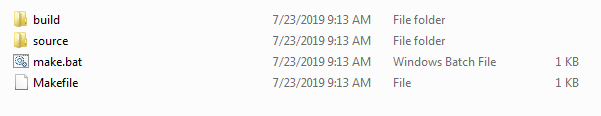 build 7/23/2019 9:13 AM File folder
source 7/23/2019 9:13 AM File folder
make.bat 7/23/2019 9:13 AM Windows Batch File 1 KB
Makefile 7/23/2019 9:13 AM File 1 KB